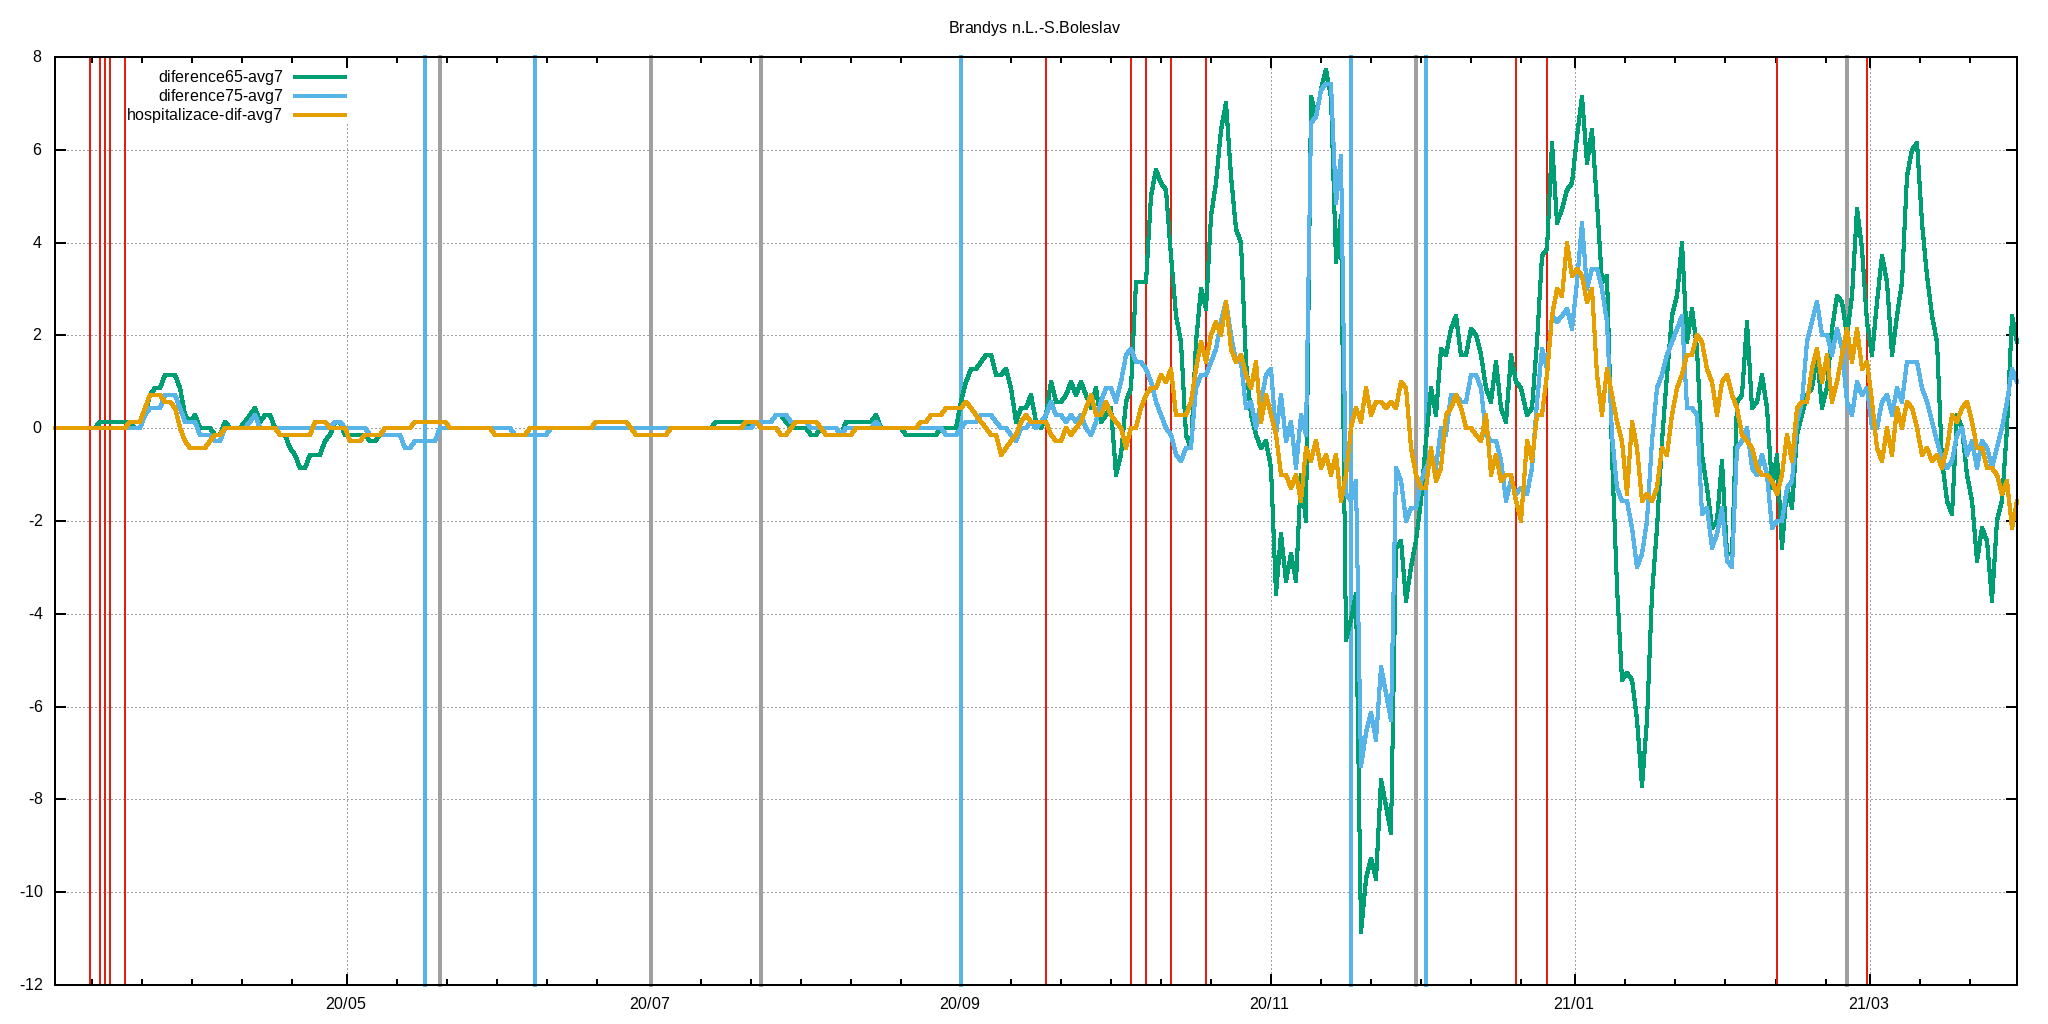 Brandys n.L.-S.Boleslav
diference65-avg7
diference75-avg7
hospitalizace-dif-avg7
8
6
4
2
0
-2
-4
-6
-8
-10
-12
20/05 20/07 20/09 20/11 21/01 21/03